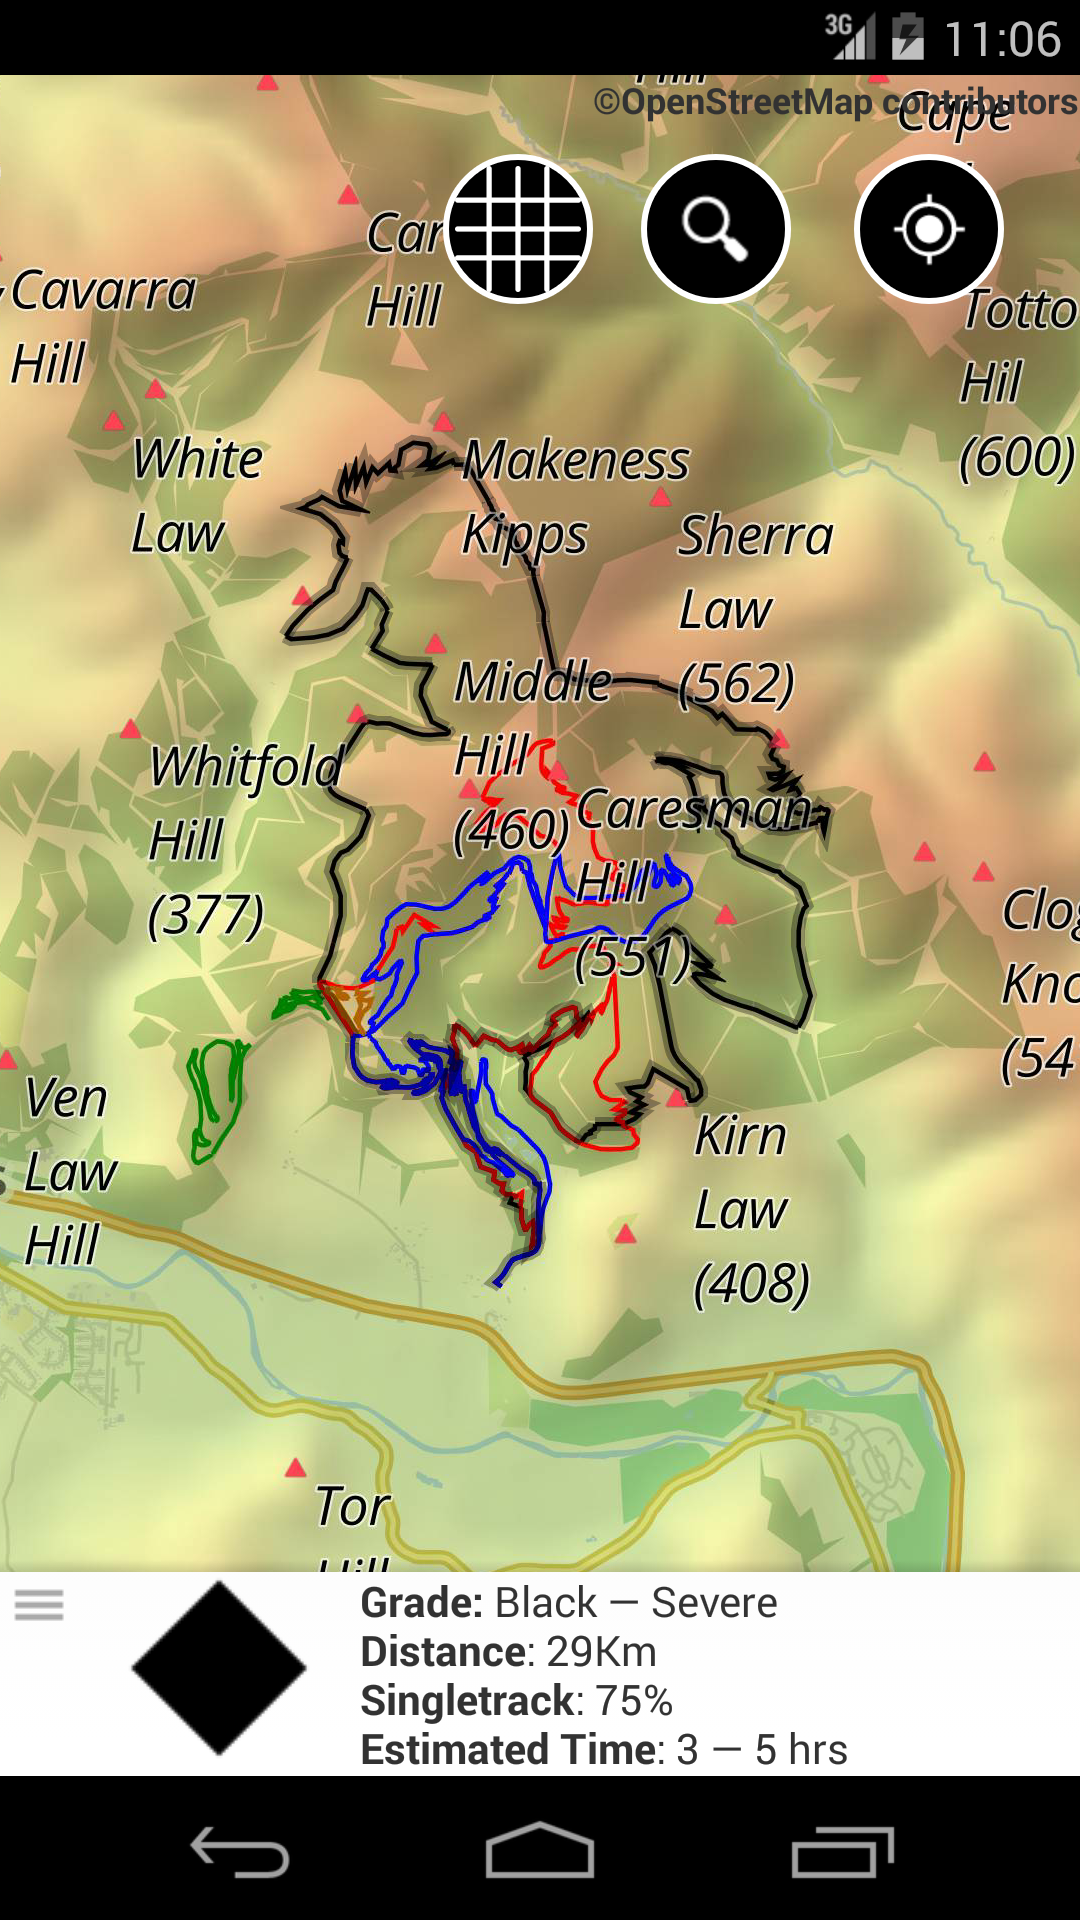 3G 11:06
©OpenStreetMap contributors
Cape
Car
Hill
Cavarra
Hill
Totto
Hil
(600)
White
Law
Makeness
Kipps
Sherra
Law
(562)
Middle
Hill
(460)
Whitfold
Hill
(377)
Caresman
Hill
(551)
Clog
Kno
(54
Ven
Law
Hill
Kirn
Law
(408)
Tor
Hill
Grade: Black — Severe
Distance: 29Km
Singletrack: 75%
Estimated Time: 3 — 5 hrs